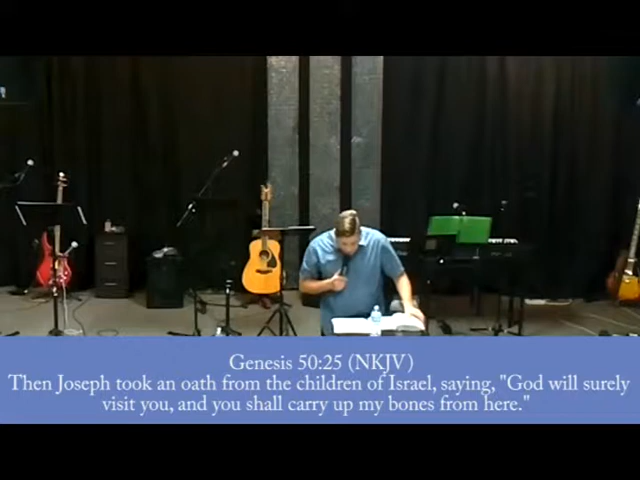 Genesis 50:25 (NKJV)
Then Joseph took an oath from the children of Israel, saying, "God will surely
visit you, and you shall carry up my bones from here."